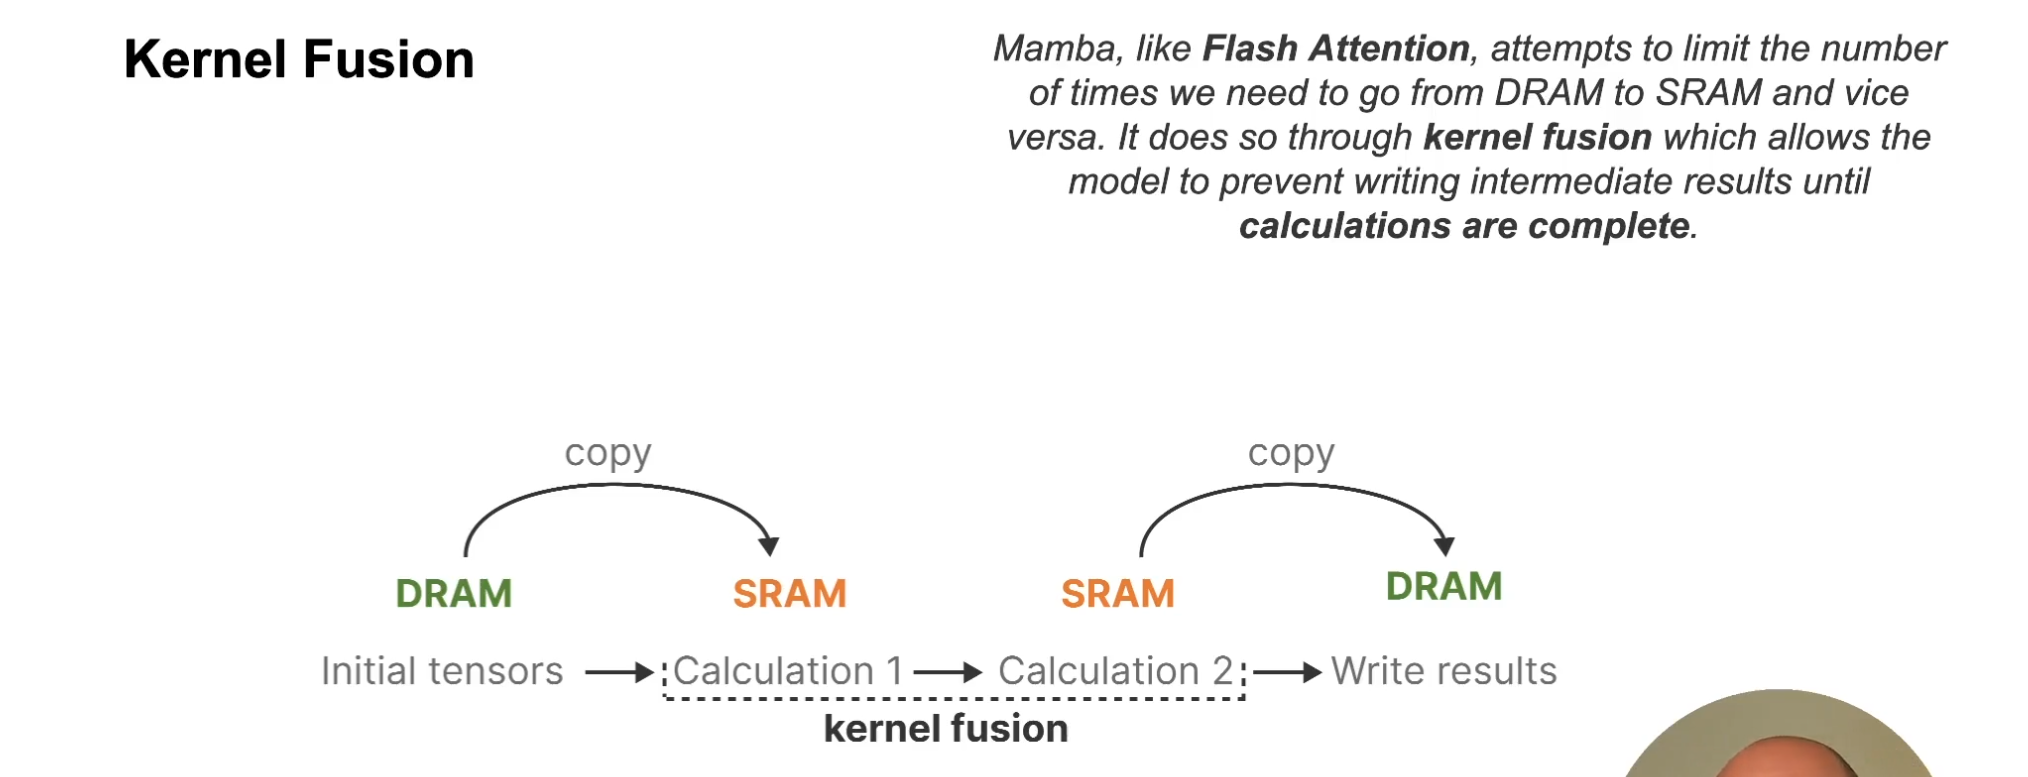 Kernel Fusion
Mamba, like Flash Attention, attempts to limit the number
of times we need to go from DRAM to SRAM and vice
versa. It does so through kernel fusion which allows the
model to prevent writing intermediate results until
calculations are complete.
copy copy
DRAM SRAM SRAM DRAM
Initial tensors Calculation 1 Calculation 2 Write results
kernel fusion